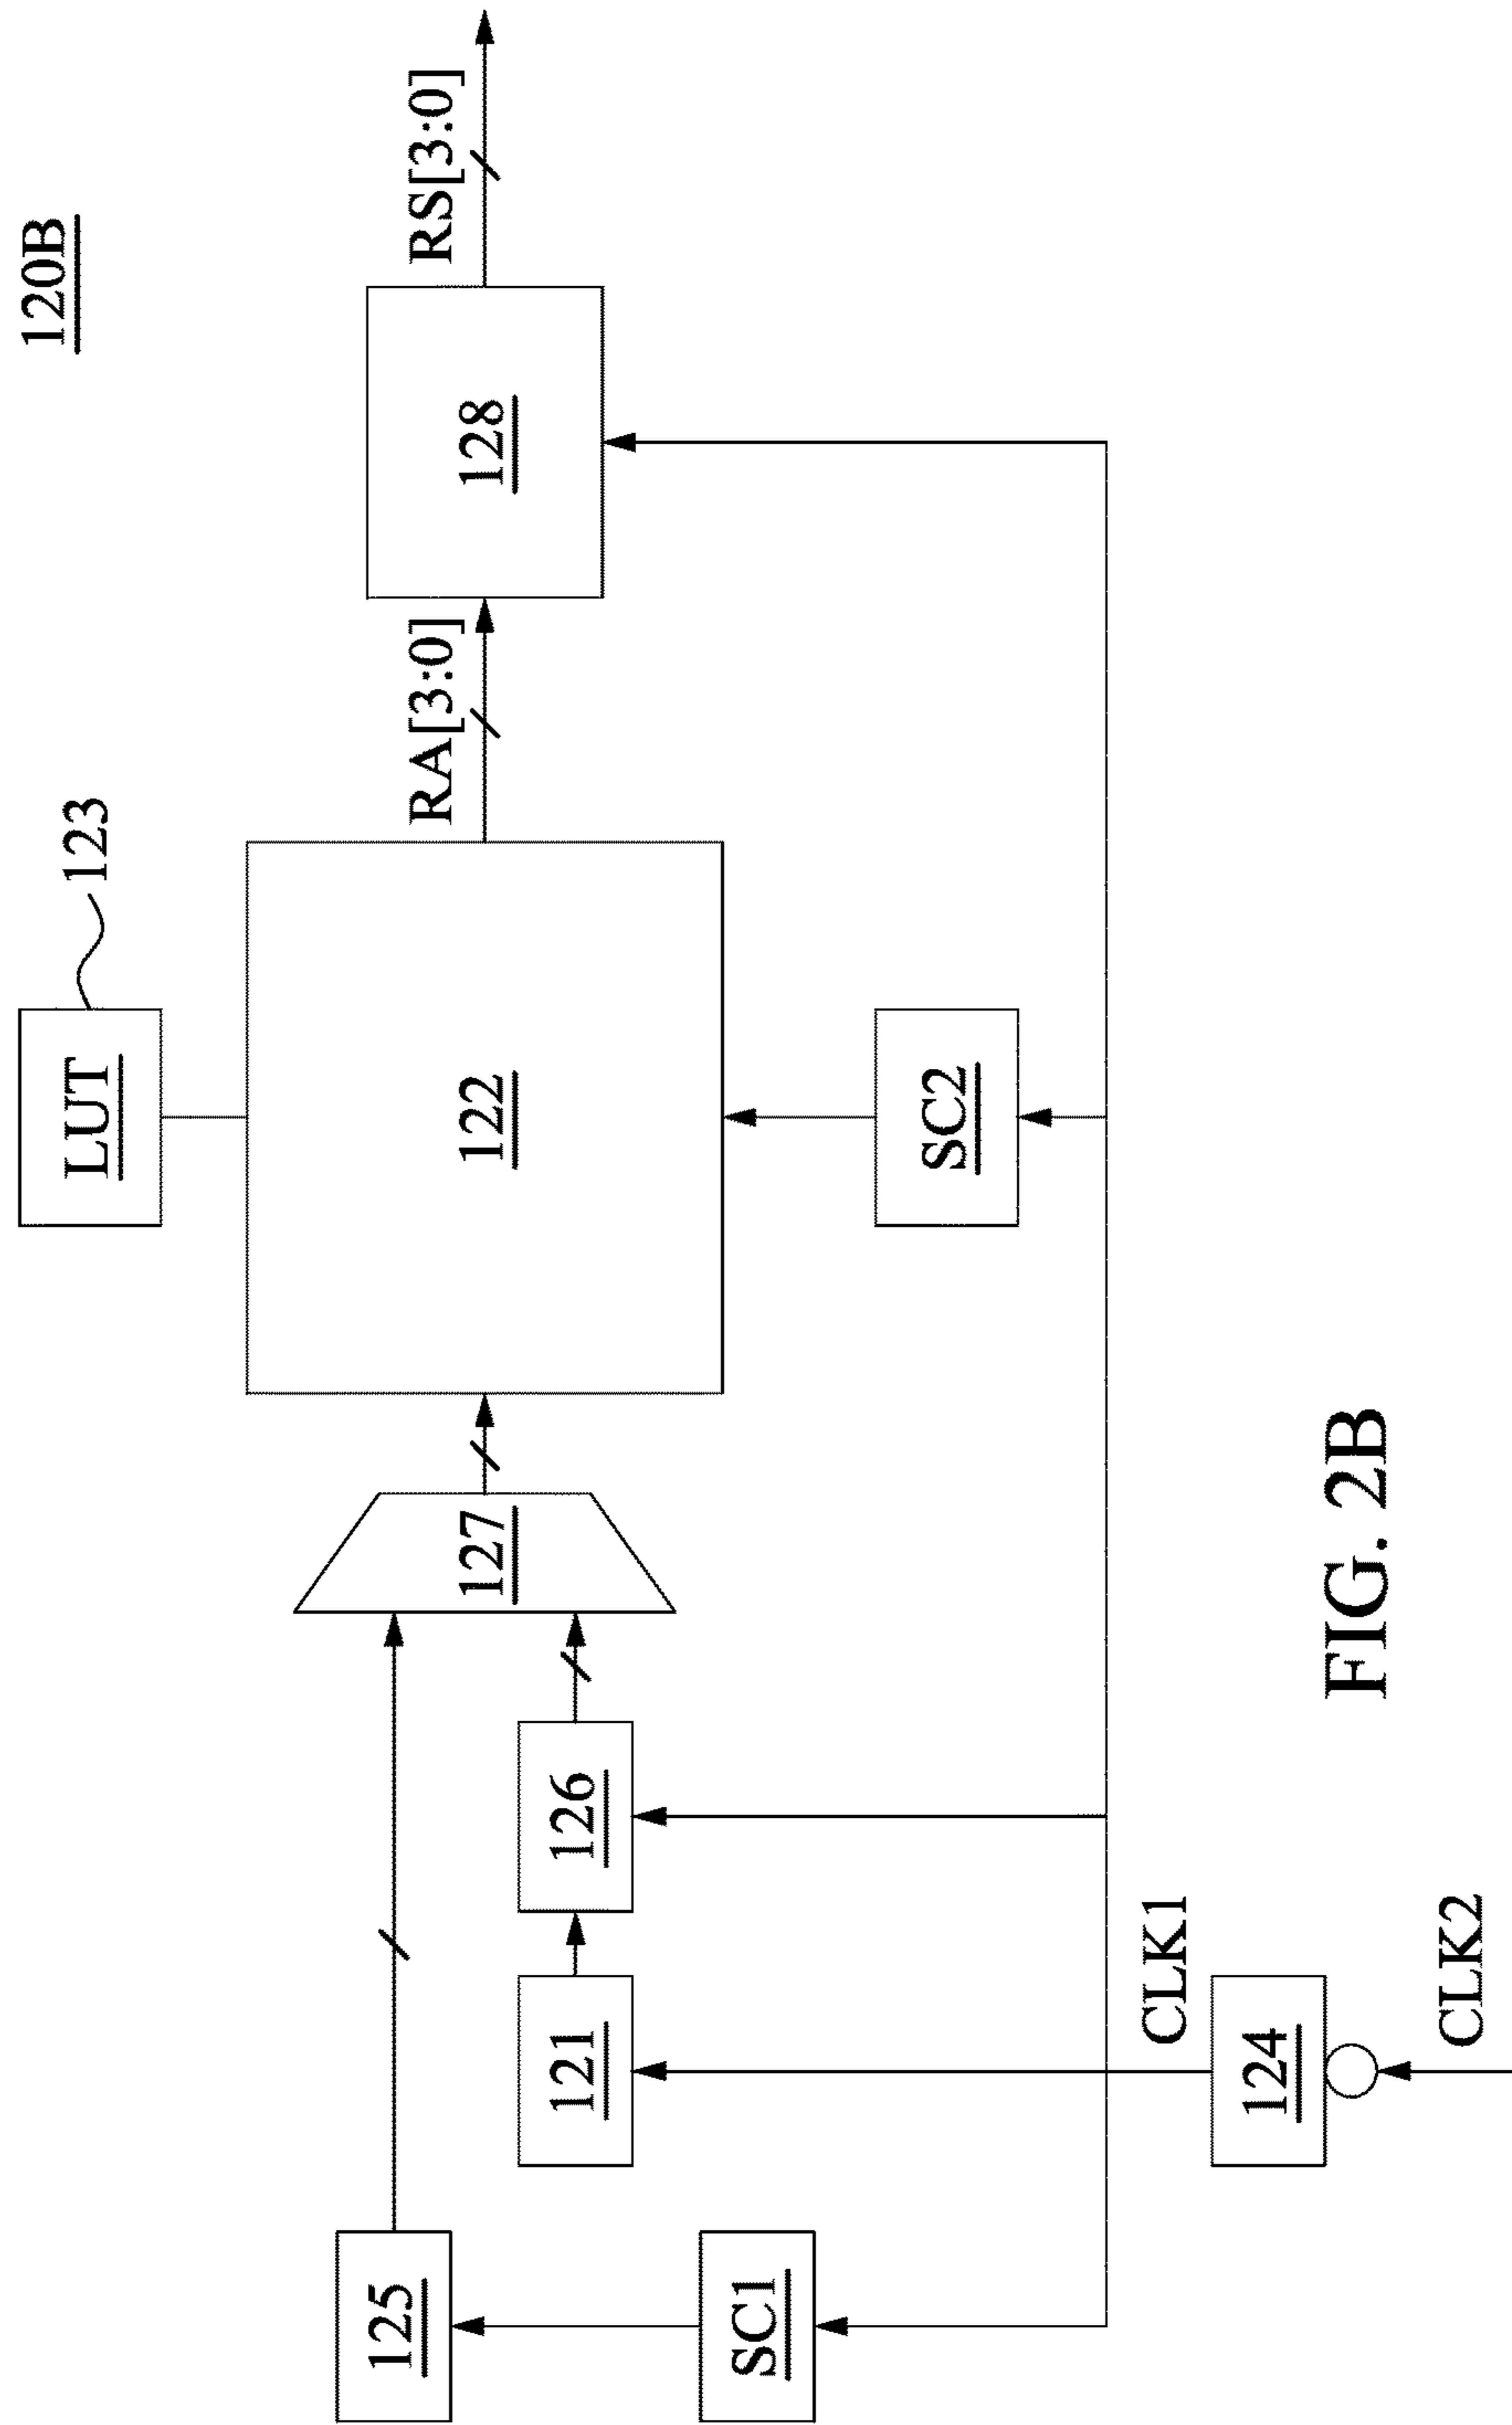 120B
LUT
123
RA[3:0]
RS[3:0]
125
127
122
128
121
126
SC1
SC2
CLK1
124
CLK2
FIG. 2B